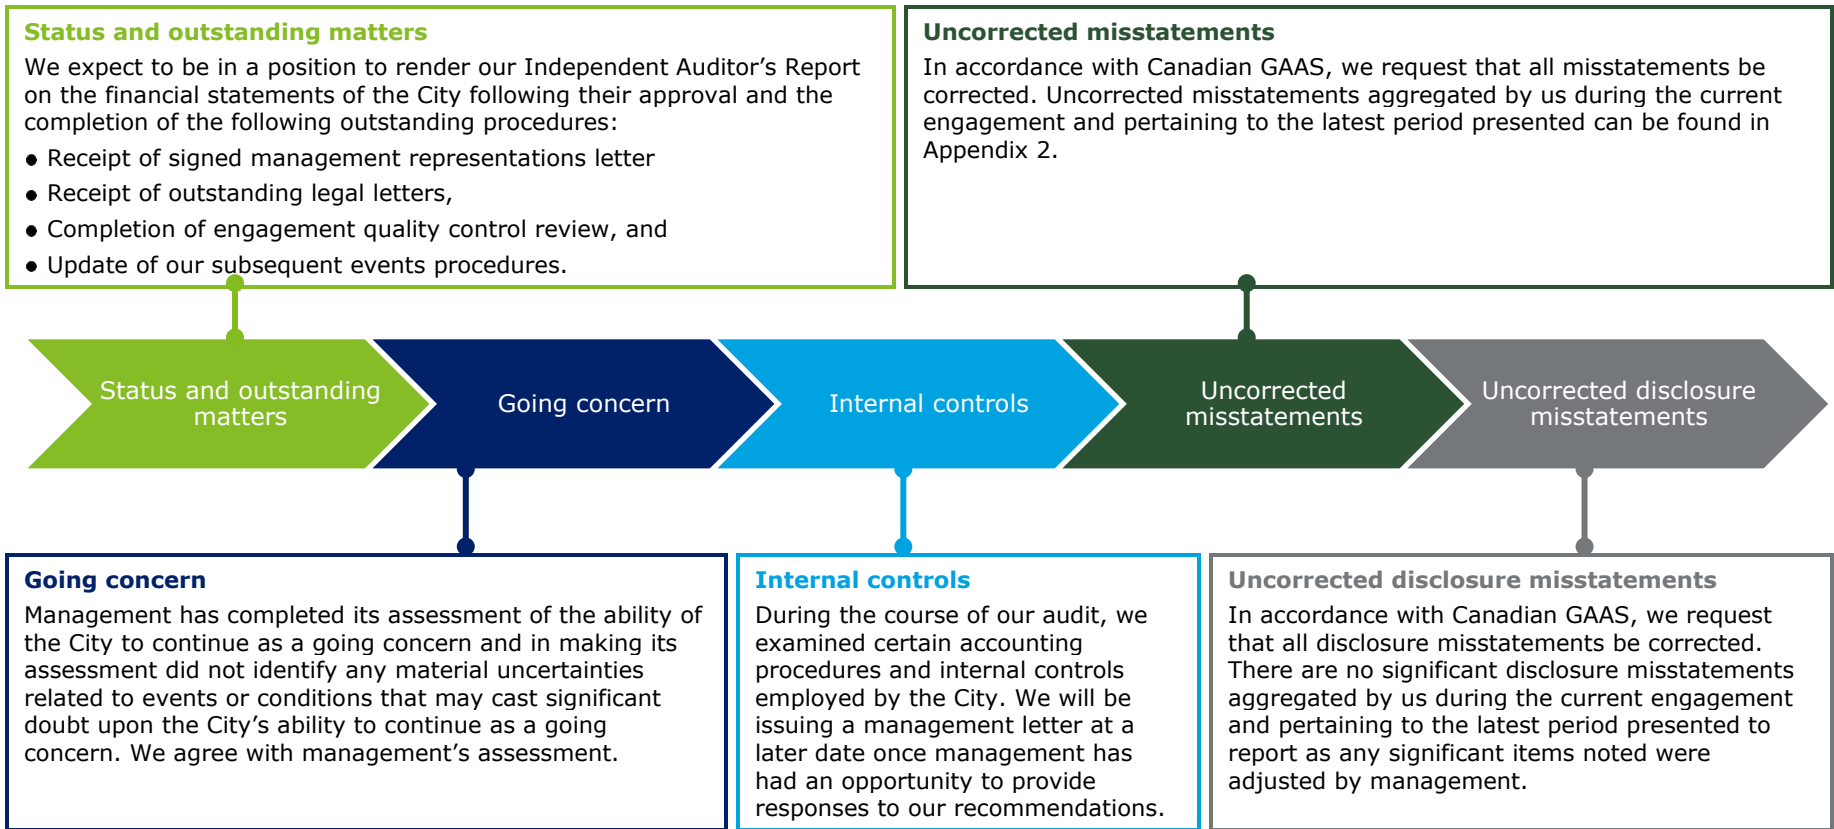 Status and outstanding matters
We expect to be in a position to render our Independent Auditor’s Report
on the financial statements of the City following their approval and the
completion of the following outstanding procedures:
● Receipt of signed management representations letter
● Receipt of outstanding legal letters,
● Completion of engagement quality control review, and
● Update of our subsequent events procedures.
Uncorrected misstatements
In accordance with Canadian GAAS, we request that all misstatements be
corrected. Uncorrected misstatements aggregated by us during the current
engagement and pertaining to the latest period presented can be found in
Appendix 2.
Status and outstanding
matters
Going concern
Internal controls
Uncorrected
misstatements
Uncorrected disclosure
misstatements
Going concern
Management has completed its assessment of the ability of
the City to continue as a going concern and in making its
assessment did not identify any material uncertainties
related to events or conditions that may cast significant
doubt upon the City’s ability to continue as a going
concern. We agree with management’s assessment.
Internal controls
During the course of our audit, we
examined certain accounting
procedures and internal controls
employed by the City. We will be
issuing a management letter at a
later date once management has
had an opportunity to provide
responses to our recommendations.
Uncorrected disclosure misstatements
In accordance with Canadian GAAS, we request
that all disclosure misstatements be corrected.
There are no significant disclosure misstatements
aggregated by us during the current engagement
and pertaining to the latest period presented to
report as any significant items noted were
adjusted by management.